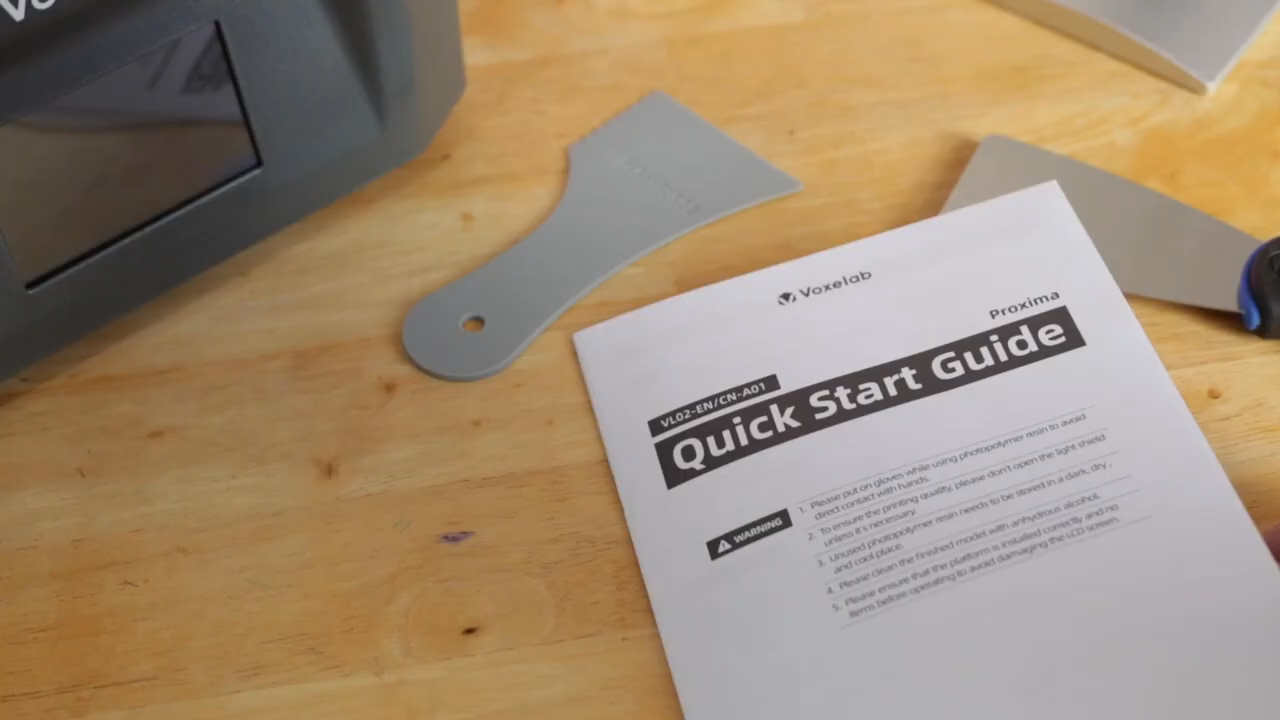 Vo
Voxelab
Proxima
VL02-EN/CN-A01
Quick Start Guide
WARNING
1. Please put on gloves while using photopolymer resin to avoid
direct contact with hands.
2. To ensure the printing quality, please don't open the light shield
unless it's necessary.
3. Unused photopolymer resin needs to be stored in a dark, dry ,
and cool place.
4. Please clean the finished model with anhydrous alcohol.
5. Please ensure that the platform is installed correctly and no
items before operating to avoid damaging the LCD screen.